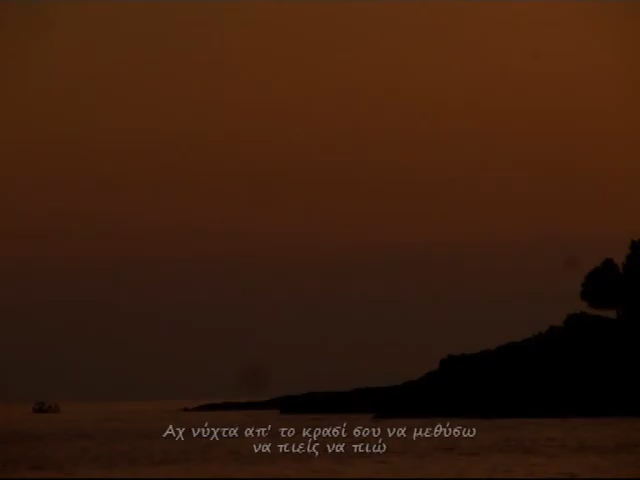 Αχ νύχτα απ' το κρασί σου να μεθύσω
να πιείς να πιώ